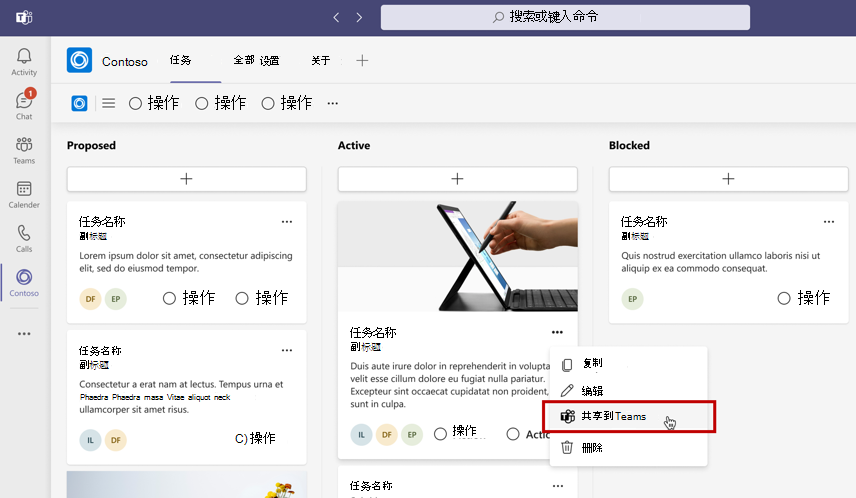 搜索或键入命令
Activity
1
Chat
Teams
Calender
Calls
Contoso
Contoso 任务 全部 设置 关于
操作 操作 操作
Proposed
任务名称
副标题
Lorem ipsum dolor sit amet, consectetur adipiscing
elit, sed do eiusmod tempor.
DF EP 操作 操作
任务名称
副标题
Consectetur a erat nam at lectus. Tempus urna et
Phaedra Phaedra masa Vitae aliquot neck
ullamcorper sit amet risus.
IL DF C)操作
Active
任务名称
副标题
Duis aute irure dolor in reprehenderit in volupta
velit esse cillum dolore eu fugiat nulla pariatur.
Excepteur sint occaecat cupidatat non proident,
sunt in culpa.
IL DF EP 操作 Actio
任务名称
复制
编辑
共享到Teams
删除
Blocked
任务名称
副标题
Quis nostrud exercitation ullamco laboris nisi ut
aliquip ex ea commodo consequat.
EP 操作